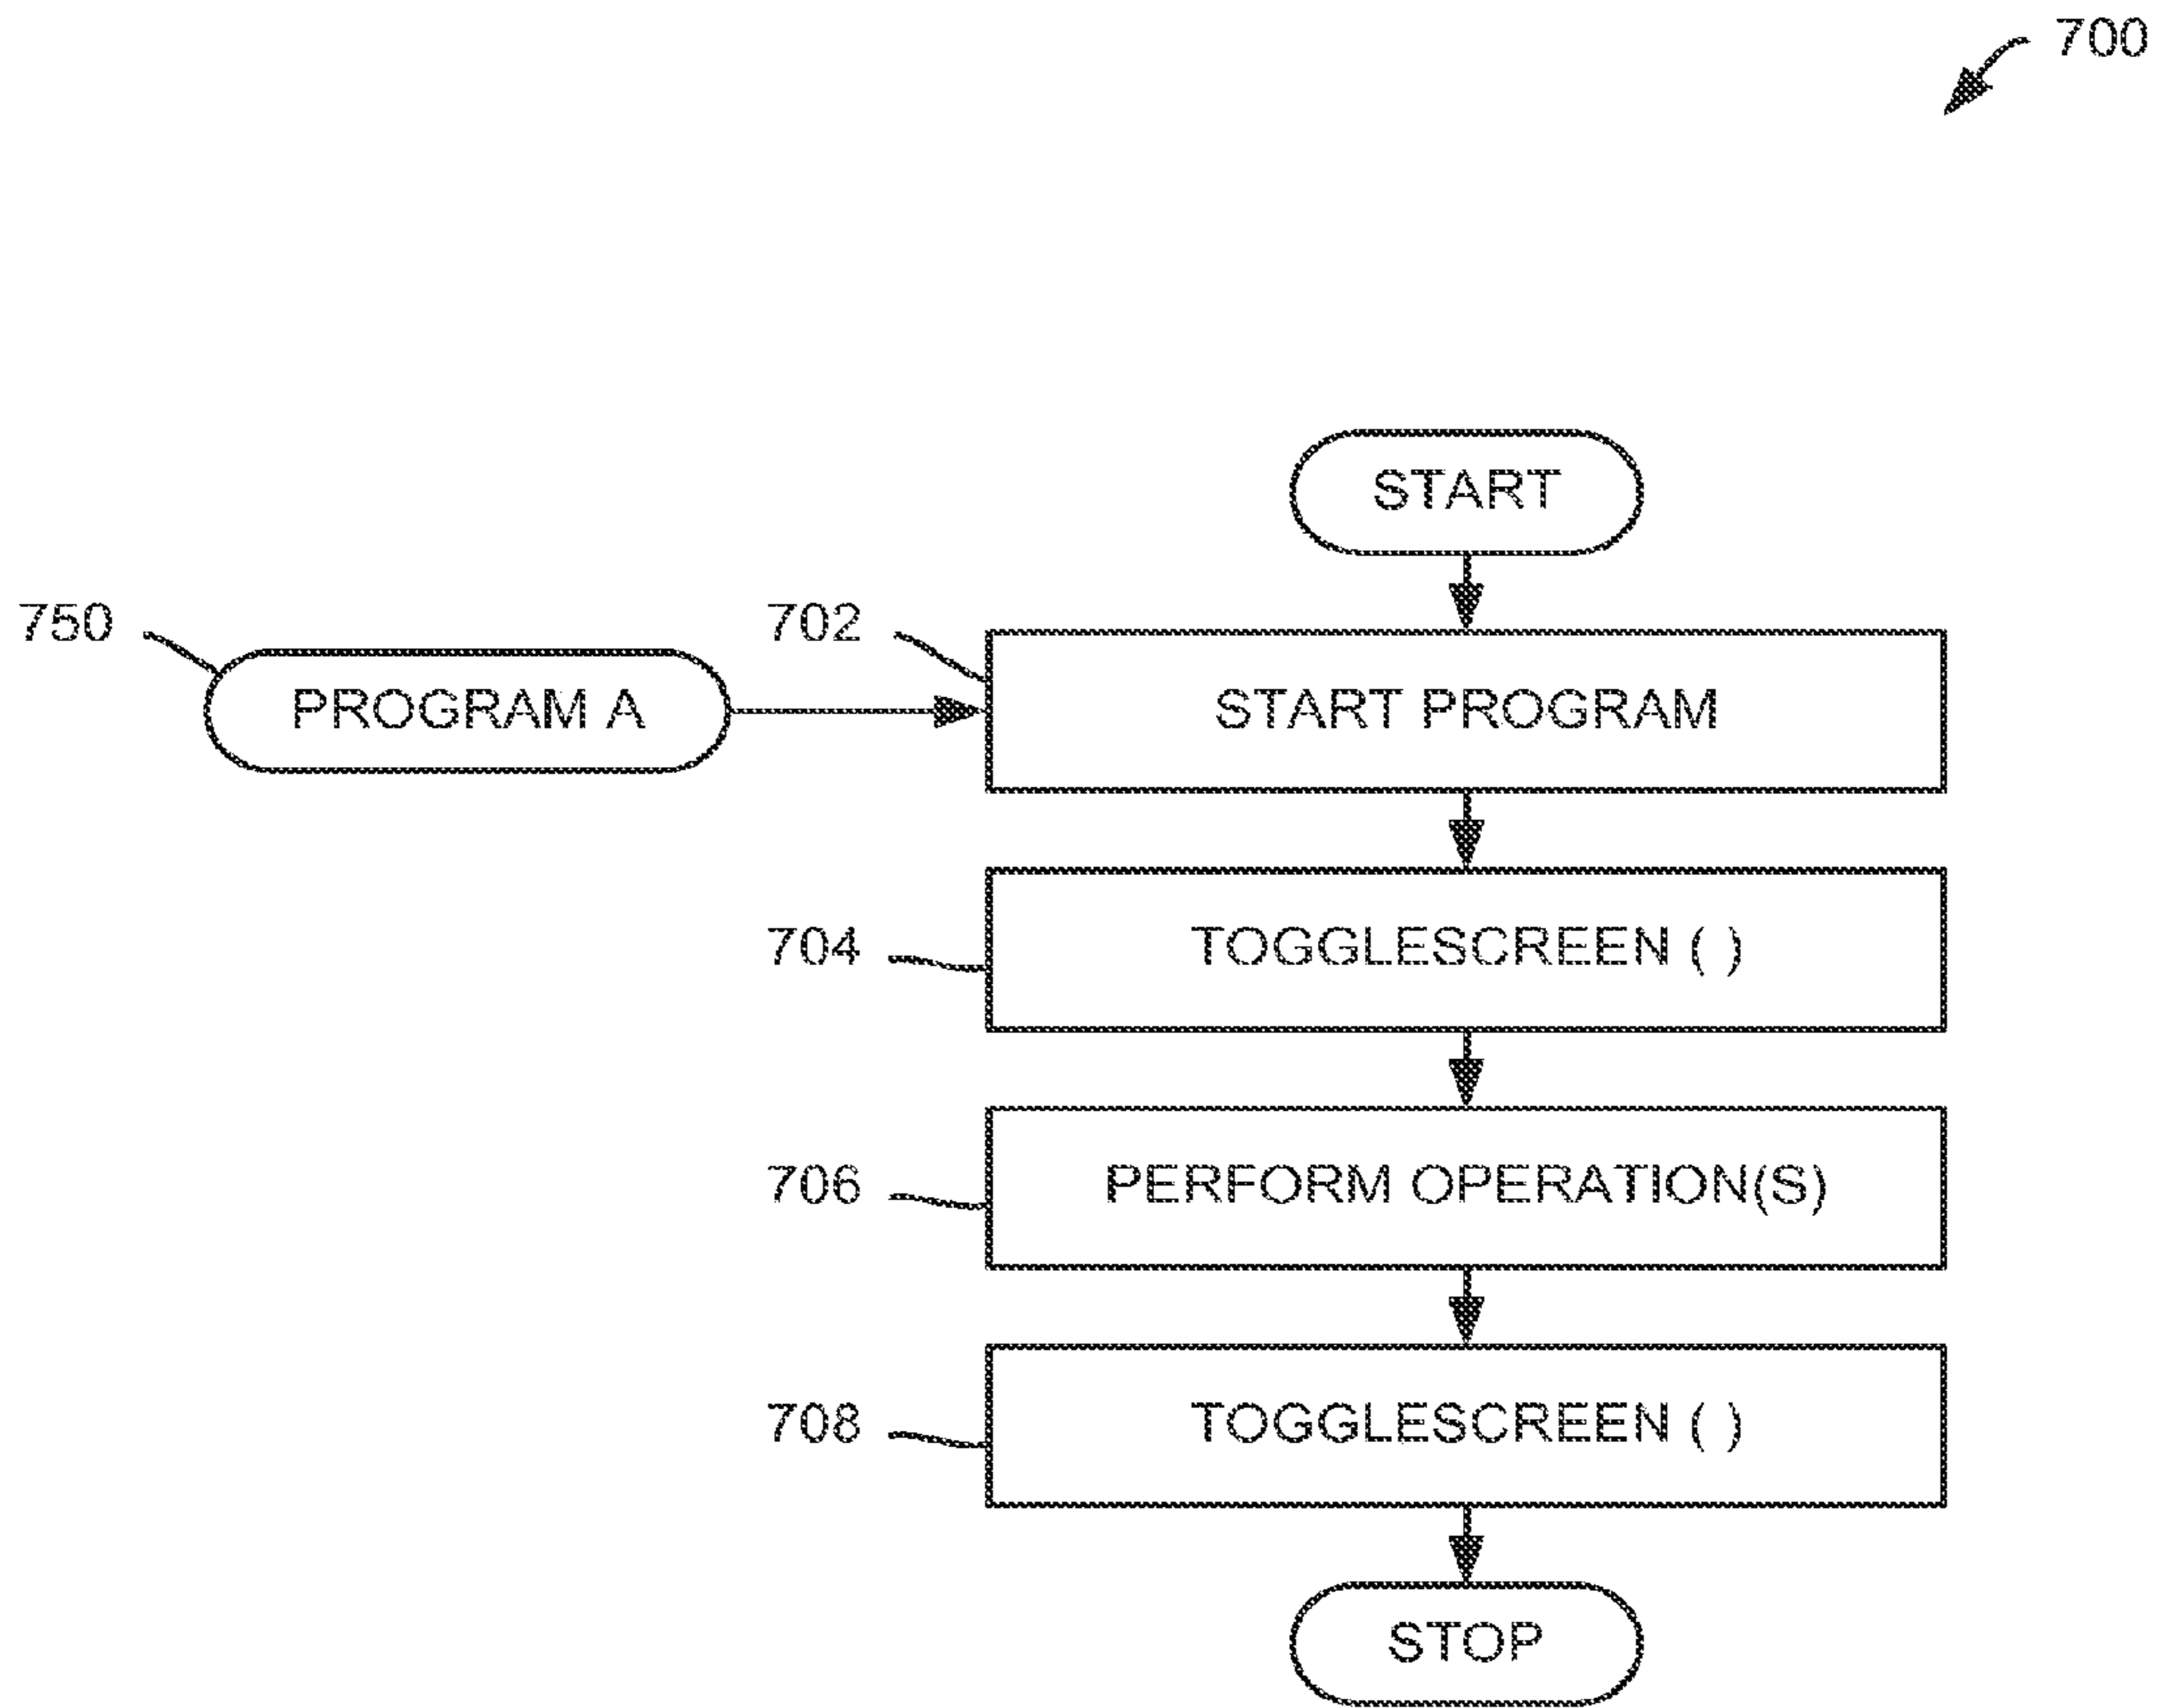 700
START
750
702
PROGRAM A
START PROGRAM
704
TOGGLESCREEN ( )
706
PERFORM OPERATION(S)
708
TOGGLESCREEN ( )
STOP